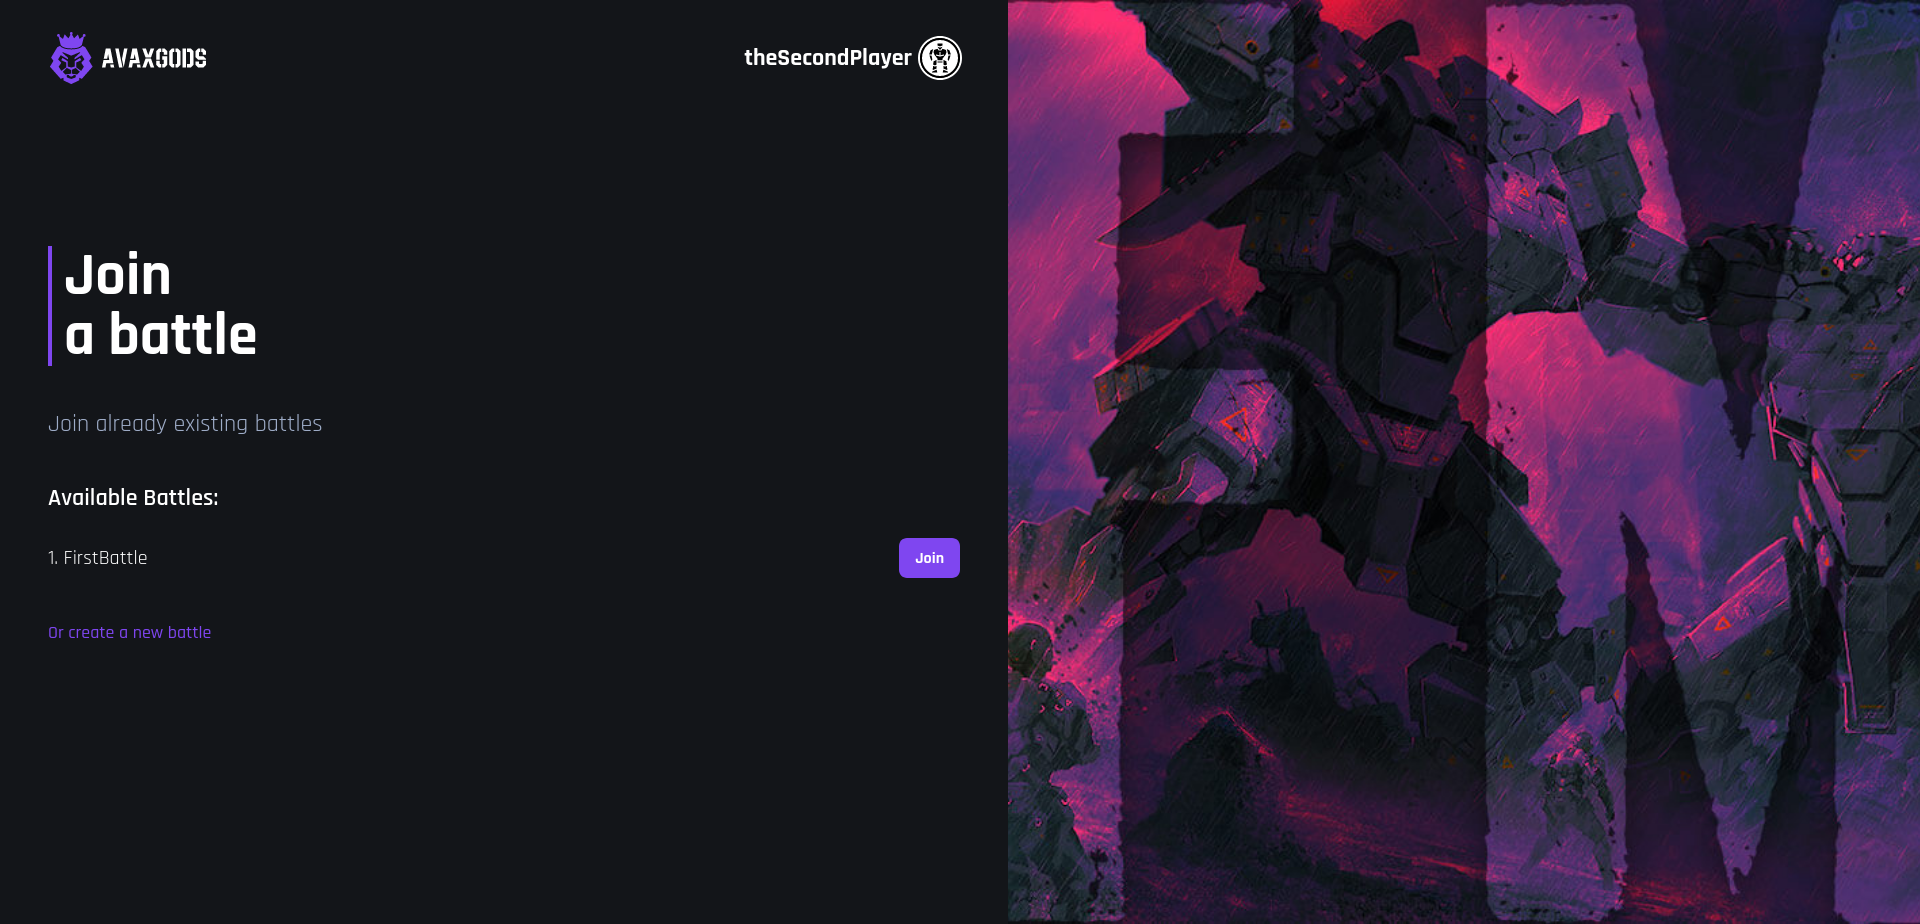 AVAXGODS
theSecondPlayer
Join
a battle
Join already existing battles
Available Battles:
1. FirstBattle
Join
Or create a new battle